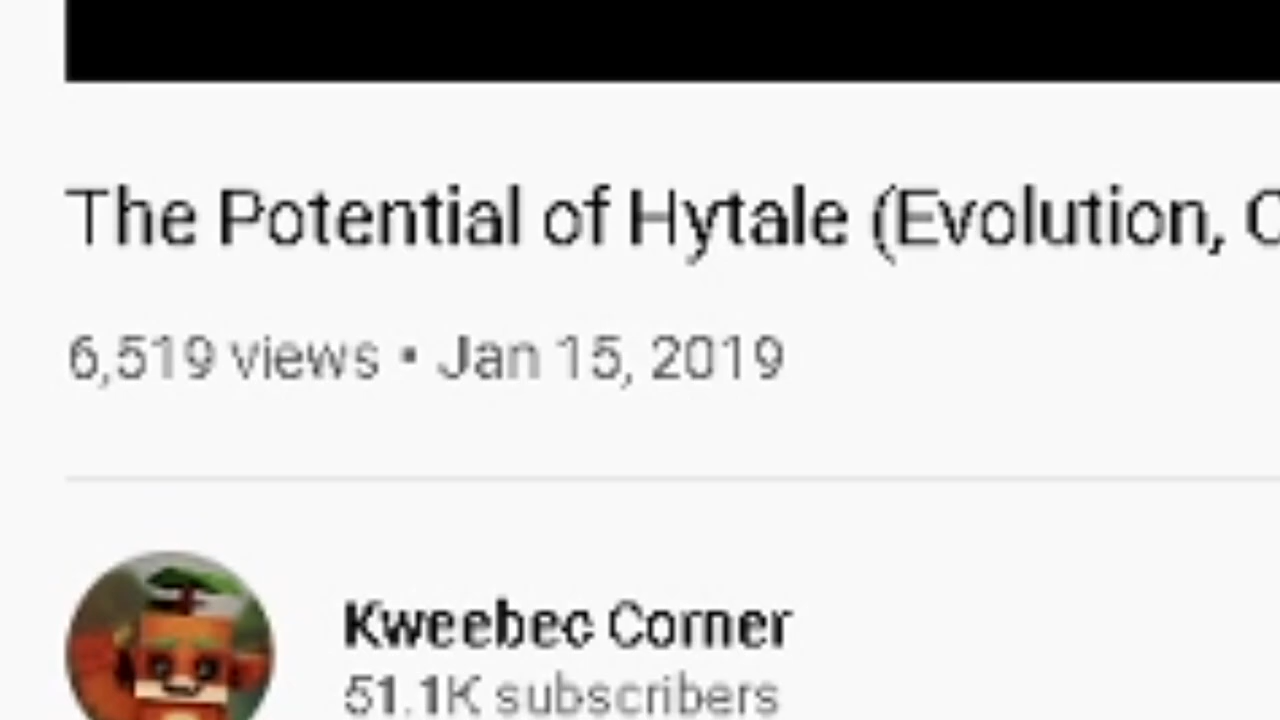 The Potential of Hytale (Evolution,
6,519 views • Jan 15, 2019
Kweebec Corner
51.1K subscribers